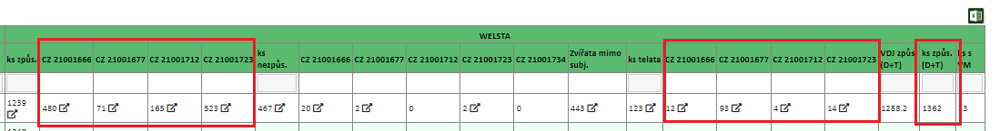 WELSTA
ks způs. CZ 21001666 CZ 21001677 CZ 21001712 CZ 21001723 ks nezpůs. CZ 21001666 CZ 21001677 CZ 21001712 CZ 21001723 CZ 21001734 Zvířata mimo subj. ks telata CZ 21001666 CZ 21001677 CZ 21001712 CZ 21001723 VDJ způs (D+T) ks způs. (D+T) ks s VM
1239 480 71 165 523 467 20 2 0 2 0 443 123 12 93 4 14 1288.2 1362 3